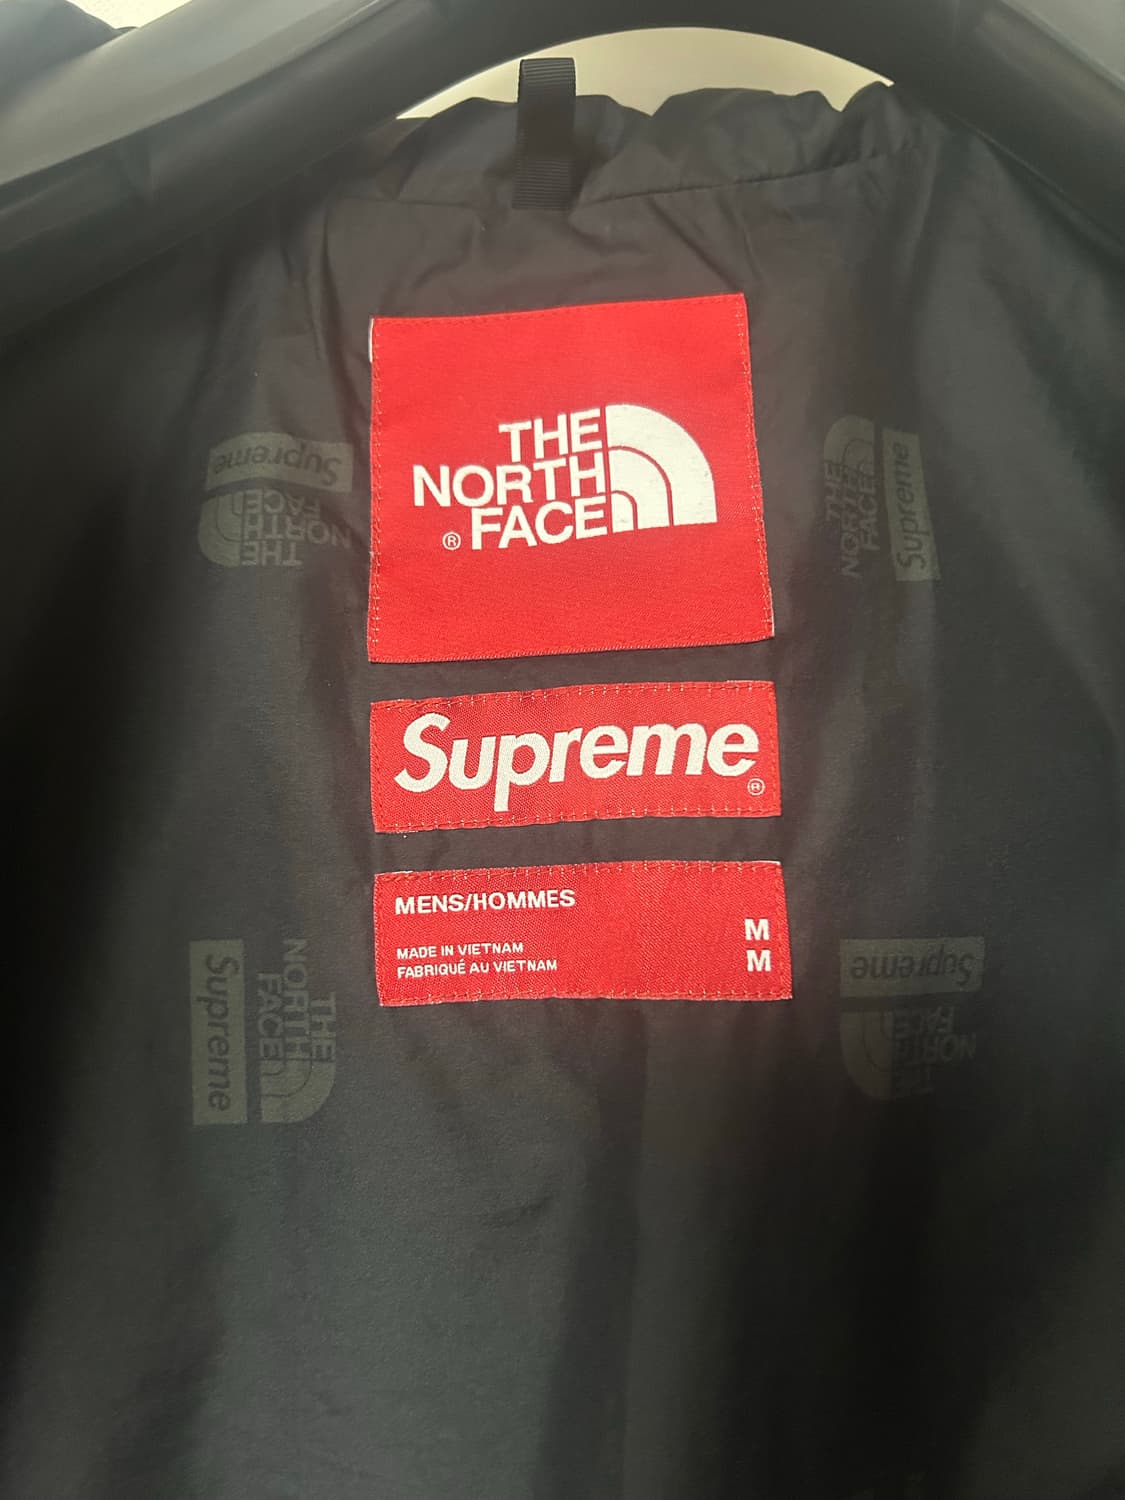 THE
NORTH
FACE
®
Supreme
®
MENS/HOMMES
M
MADE IN VIETNAM
M
FABRIQUÉ AU VIETNAM
Supreme
THE
NORTH
FACE
THE
NORTH
FACE
Supreme
THE
NORTH
FACE
Supreme
Supreme
THE
NORTH
FACE